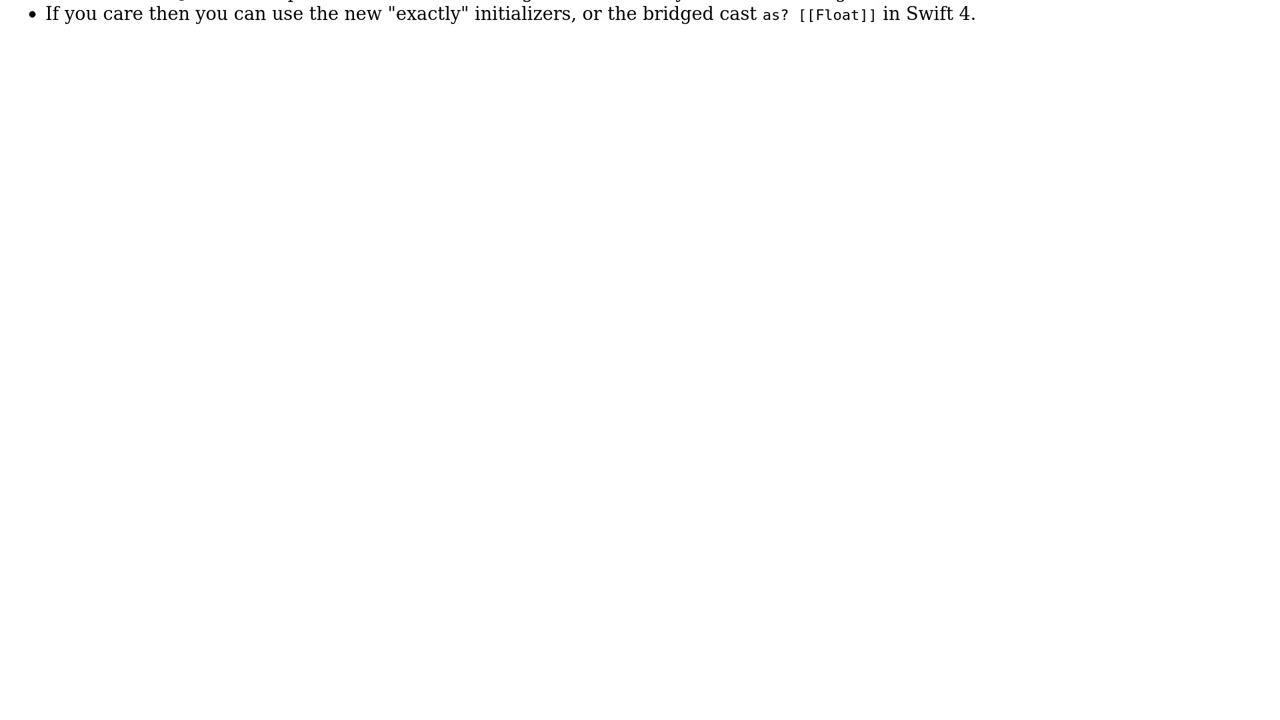 • If you care then you can use the new "exactly" initializers, or the bridged cast as? [[Float]] in Swift 4.